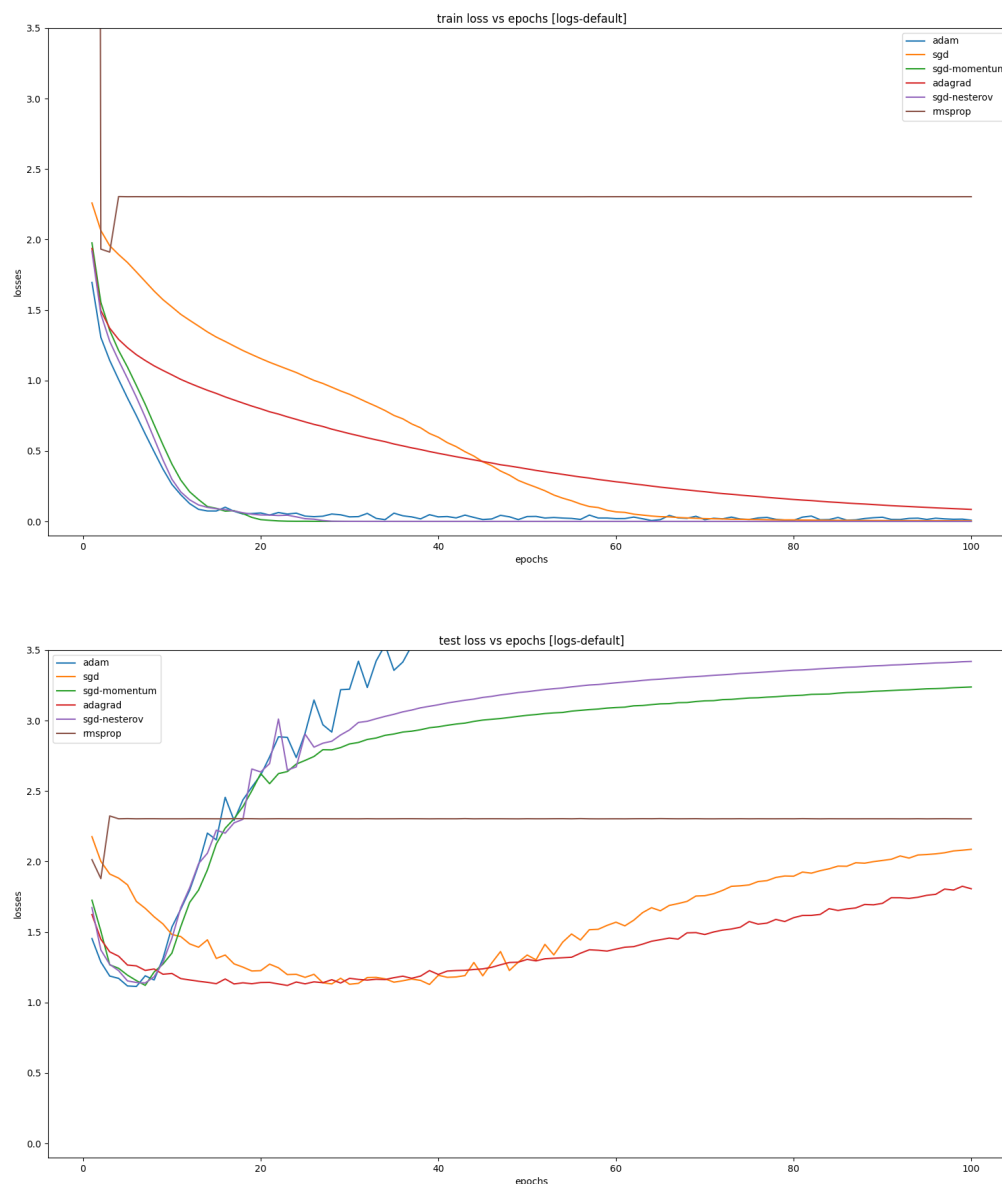 train loss vs epochs [logs-default]
3.5
3.0
2.5
2.0
1.5
1.0
0.5
0.0
losses
0
20
40
60
80
100
epochs
adam
sgd
sgd-momentum
adagrad
sgd-nesterov
rmsprop
test loss vs epochs [logs-default]
3.5
3.0
2.5
2.0
1.5
1.0
0.5
0.0
losses
adam
sgd
sgd-momentum
adagrad
sgd-nesterov
rmsprop
0
20
40
60
80
100
epochs